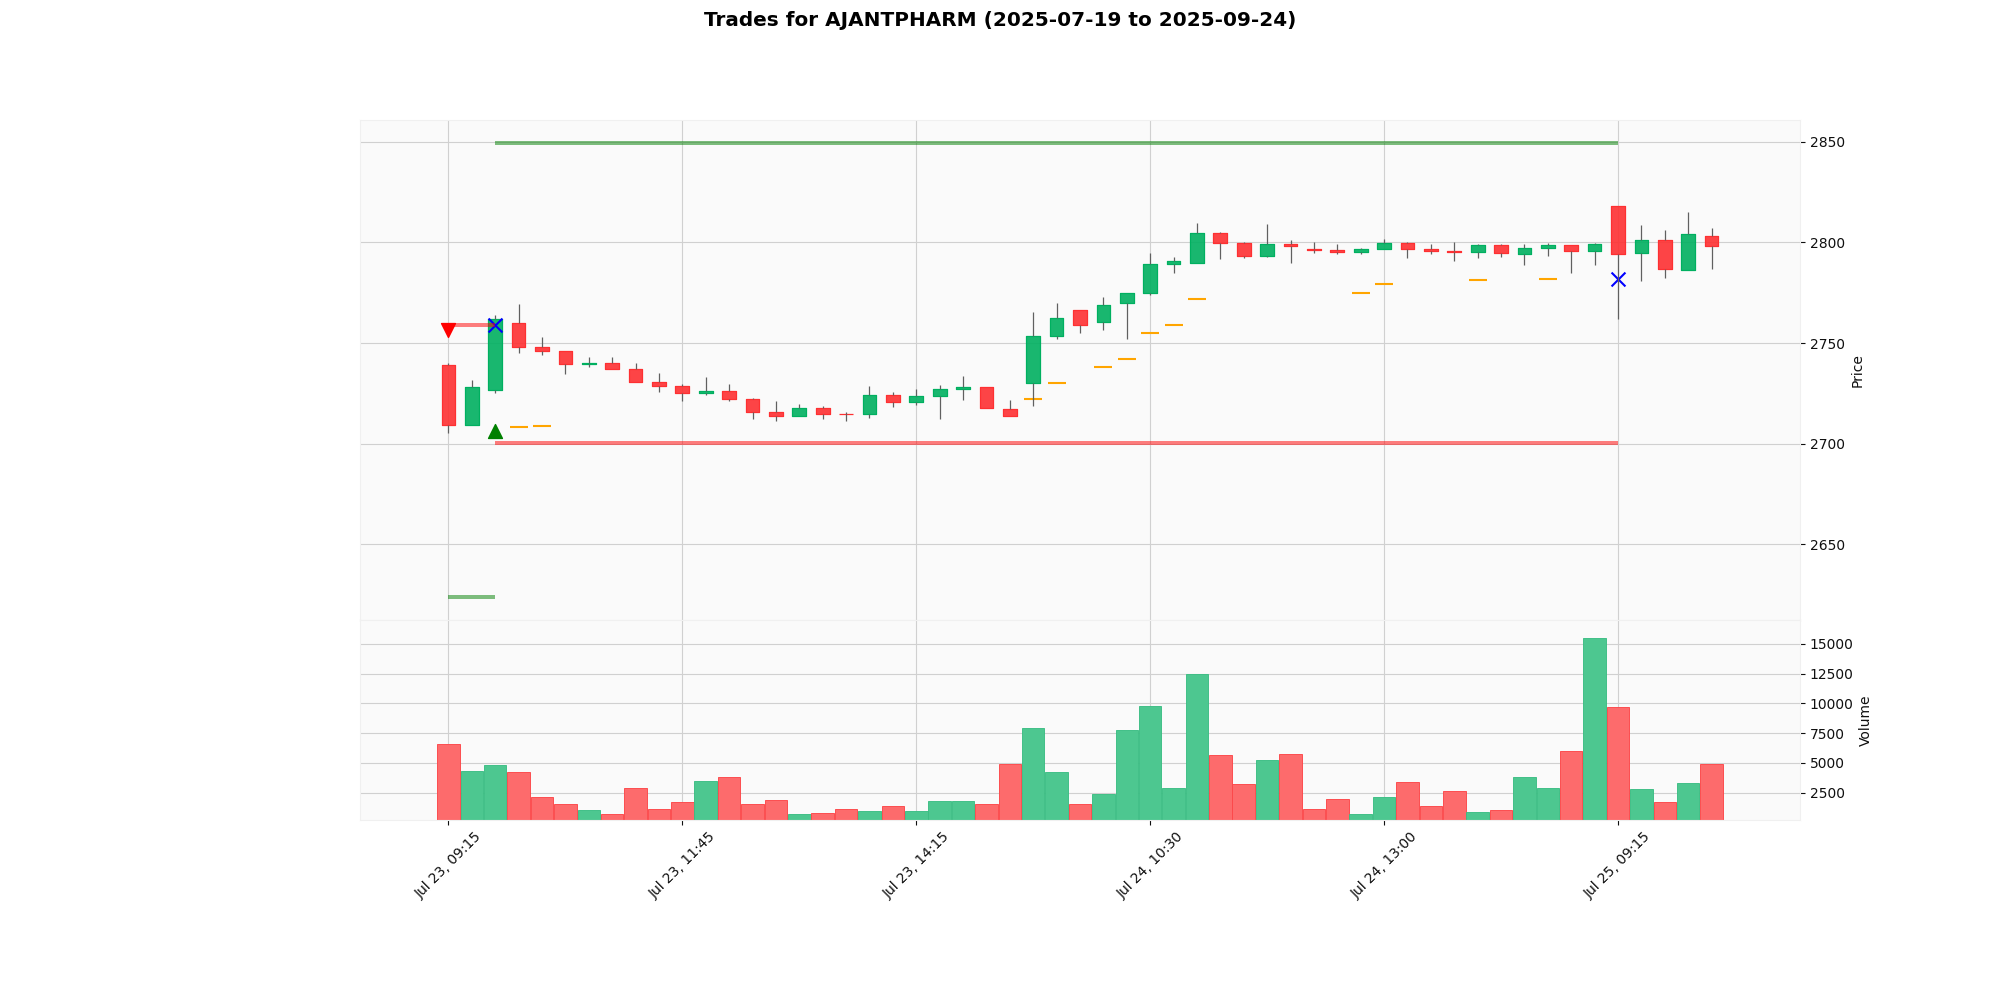 Trades for AJANTPHARM (2025-07-19 to 2025-09-24)
2850
2800
2750
2700
2650
Price
15000
12500
10000
7500
5000
2500
Volume
Jul 23, 09:15
Jul 23, 11:45
Jul 23, 14:15
Jul 24, 10:30
Jul 24, 13:00
Jul 25, 09:15